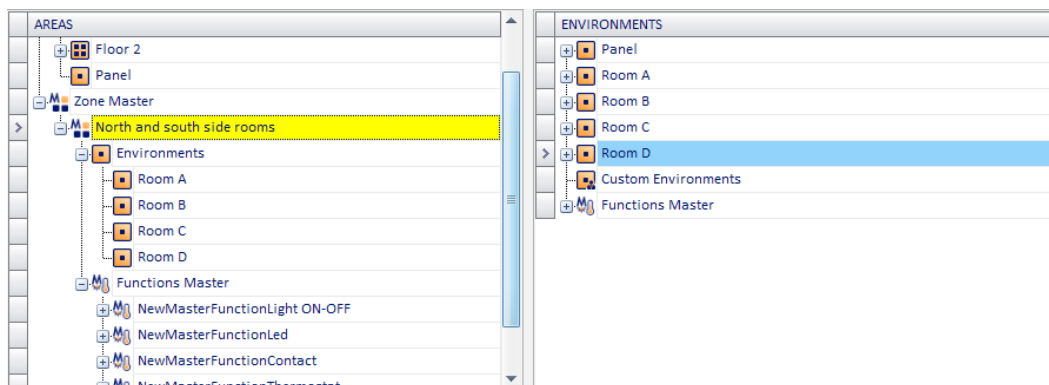 AREAS
Floor 2
Panel
Zone Master
North and south side rooms
Environments
Room A
Room B
Room C
Room D
Functions Master
NewMasterFunctionLight ON-OFF
NewMasterFunctionLed
NewMasterFunctionContact
NewMasterFunctionThermostat
ENVIRONMENTS
Panel
Room A
Room B
Room C
Room D
Custom Environments
Functions Master